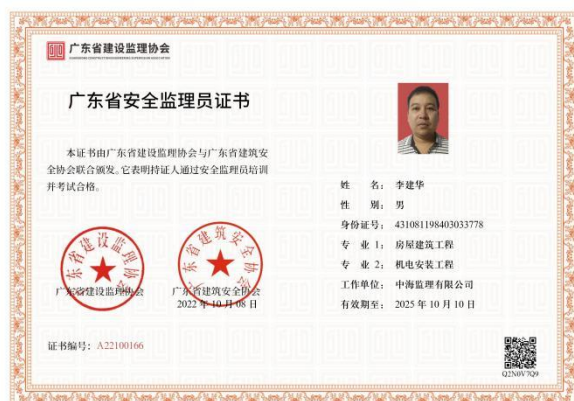 广东省建设监理协会
广东省安全监理员证书
本证书由广东省建设监理协会与广东省建筑安
全协会联合颁发。它表明持证人通过安全监理员培训
并考试合格。
广东省建设监理协会
广东省建筑安全协会
2022 年 10 月 08 日
证书编号: A22100166
姓 名: 李建华
性 别: 男
身份证号: 431081198403033778
专 业 1: 房屋建筑工程
专 业 2: 机电安装工程
工作单位: 中海监理有限公司
有效期至: 2025 年 10 月 10 日
Q2N0V7Q9